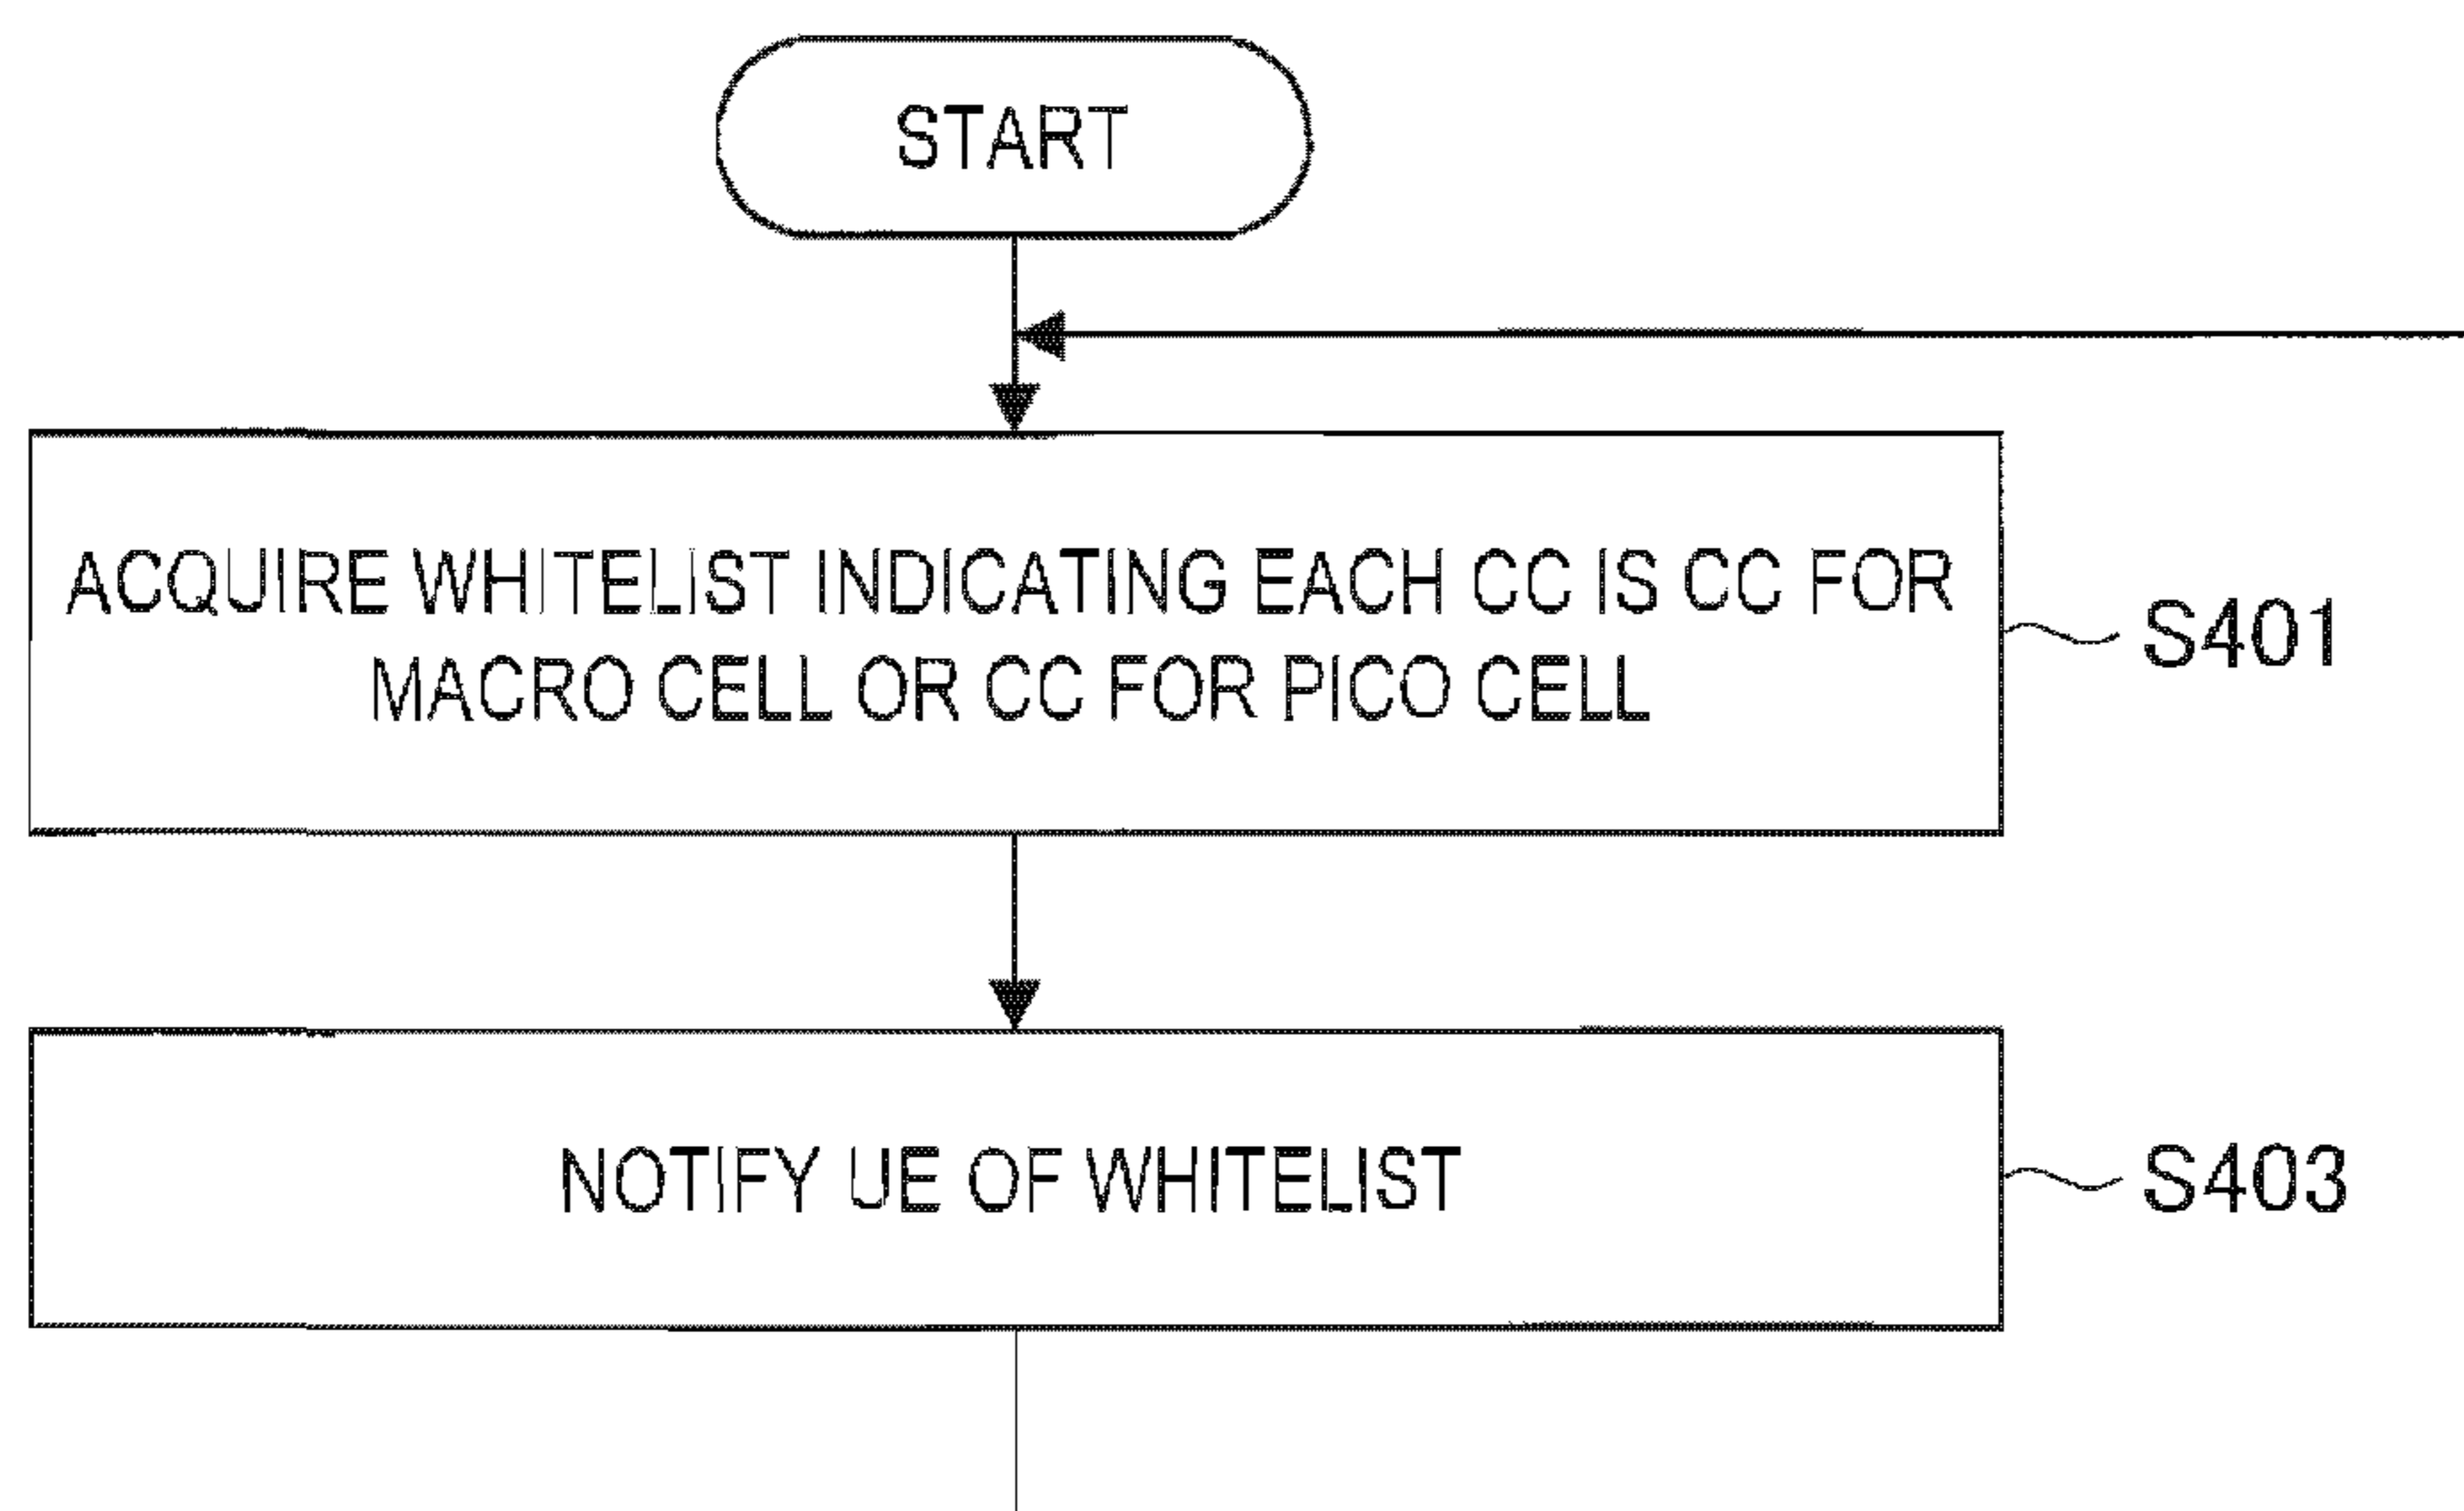 START
ACQUIRE WHITELIST INDICATING EACH CC IS CC FOR
MACRO CELL OR CC FOR PICO CELL
S401
NOTIFY UE OF WHITELIST
S403